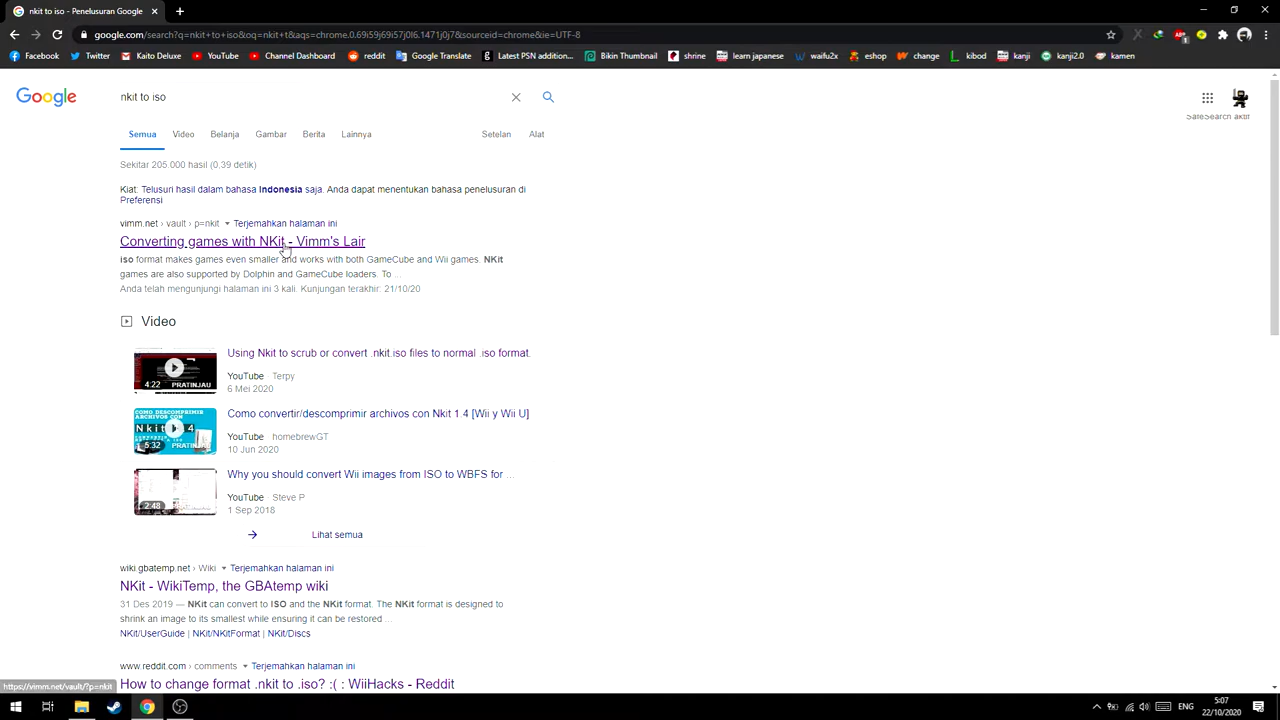 nkit to iso - Penelusuran Google
google.com/search?q=nkit+to+iso&oq=nkit+t&aqs=chrome.0.69i59j69i57j0l6.1471j0j7&sourceid=chrome&ie=UTF-8
Facebook Twitter Kaito Deluxe YouTube Channel Dashboard reddit Google Translate Latest PSN addition... Bikin Thumbnail shrine learn japanese waifu2x eshop change kibod kanji kanji2.0 kamen
Google nkit to iso
SafeSearch aktif
Semua Video Belanja Gambar Berita Lainnya Setelan Alat
Sekitar 205.000 hasil (0,39 detik)
Kiat: Telusuri hasil dalam bahasa Indonesia saja. Anda dapat menentukan bahasa penelusuran di
Preferensi
vimm.net › vault › p=nkit ▾ Terjemahkan halaman ini
Converting games with NKit - Vimm's Lair
iso format makes games even smaller and works with both GameCube and Wii games. NKit
games are also supported by Dolphin and GameCube loaders. To ...
Anda telah mengunjungi halaman ini 3 kali. Kunjungan terakhir: 21/10/20
Video
Using Nkit to scrub or convert .nkit.iso files to normal .iso format.
YouTube · Terpy
6 Mei 2020
4:22 PRATINJAU
Como convertir/descomprimir archivos con Nkit 1 4 [Wii y Wii U]
YouTube · homebrewGT
10 Jun 2020
COMO DESCOMPRIMIR
ARCHIVOS CON
Nkit 4
5:32 PRATINJAU
Why you should convert Wii images from ISO to WBFS for ...
YouTube · Steve P
1 Sep 2018
2:48
Lihat semua
wiki.gbatemp.net › Wiki ▾ Terjemahkan halaman ini
NKit - WikiTemp, the GBAtemp wiki
31 Des 2019 — NKit can convert to ISO and the NKit format. The NKit format is designed to
shrink an image to its smallest while ensuring it can be restored ...
NKit/UserGuide | NKit/NKitFormat | NKit/Discs
www.reddit.com › comments ▾ Terjemahkan halaman ini
How to change format .nkit to .iso? :( : WiiHacks - Reddit
https://vimm.net/vault/?p=nkit
ENG
5:07
22/10/2020